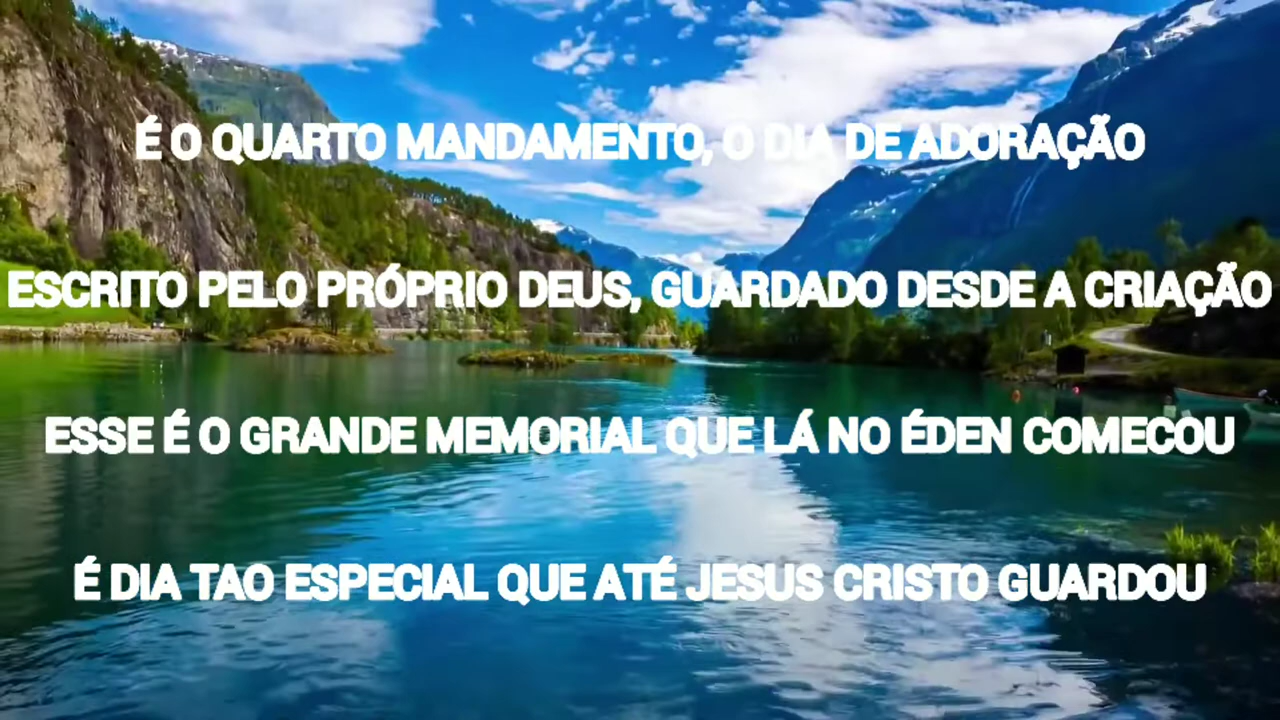 É O QUARTO MANDAMENTO, O DIA DE ADORAÇÃO
ESCRITO PELO PRÓPRIO DEUS, GUARDADO DESDE A CRIAÇÃO
ESSE É O GRANDE MEMORIAL QUE LÁ NO ÉDEN COMECOU
É DIA TAO ESPECIAL QUE ATÉ JESUS CRISTO GUARDOU